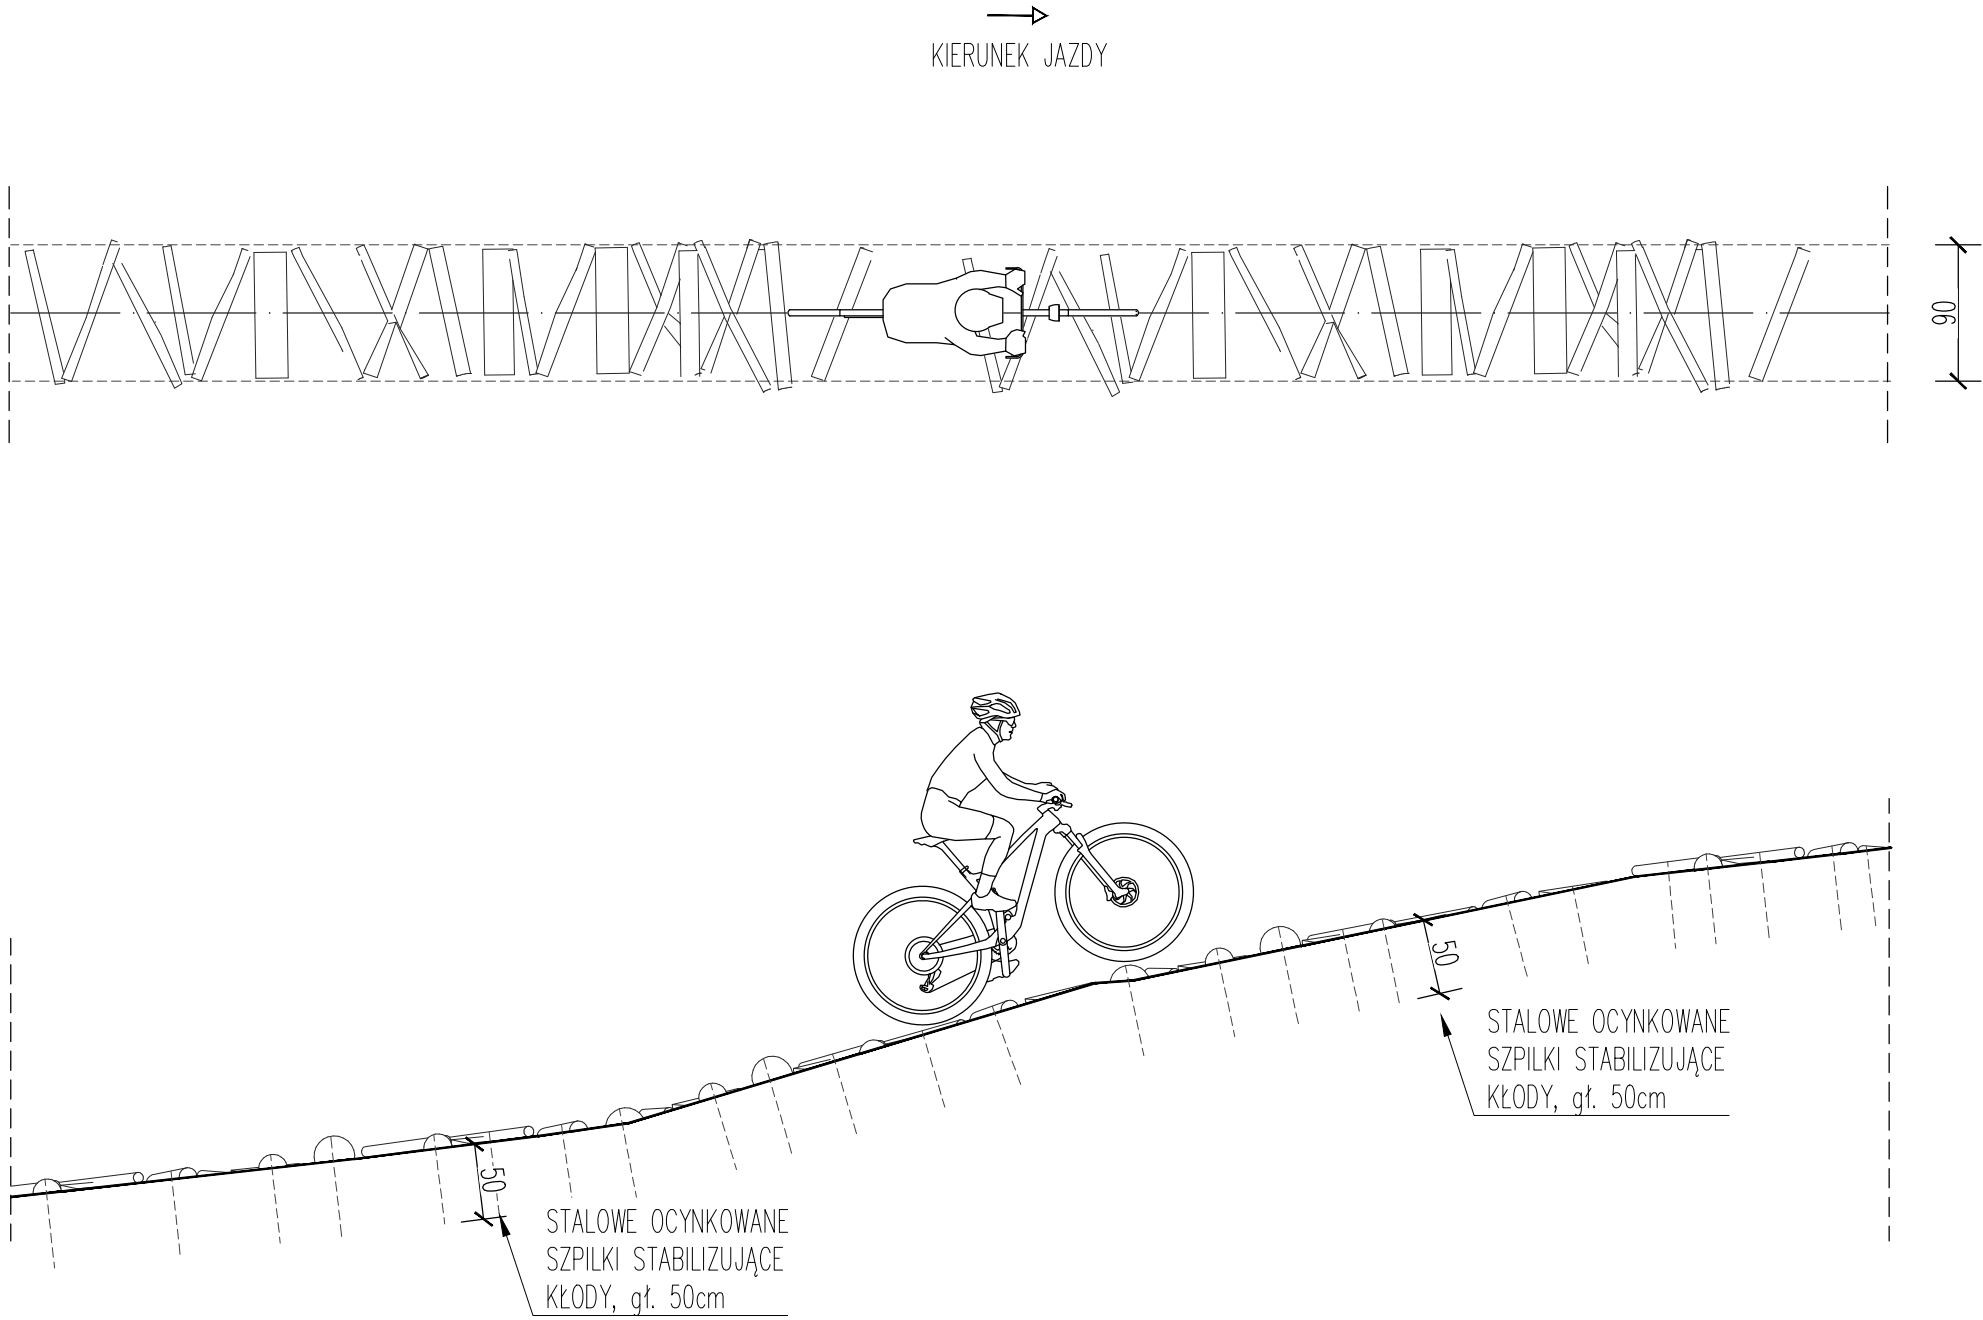 KIERUNEK JAZDY
90
50
STALOWE OCYNKOWANE
SZPILKI STABILIZUJĄCE
KŁODY, gł. 50cm
50
STALOWE OCYNKOWANE
SZPILKI STABILIZUJĄCE
KŁODY, gł. 50cm